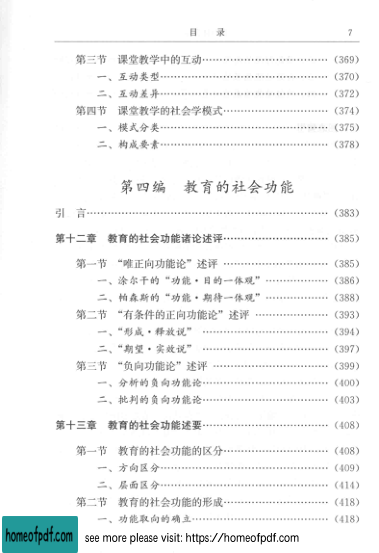 目 录 7
第三节 课堂教学中的互动 (369)
一、互动类型 (370)
二、互动差异 (372)
第四节 课堂教学的社会学模式 (374)
一、模式分类 (375)
二、构成要素 (378)
第四编 教育的社会功能
引 言 (383)
第十二章 教育的社会功能诸论述评 (385)
第一节 “唯正向功能论”述评 (385)
一、涂尔干的“功能·目的一体观” (386)
二、帕森斯的“功能·期待一体观” (388)
第二节 “有条件的正向功能论”述评 (393)
一、“形成·释放说” (394)
二、“期望·实效说” (397)
第三节 “负向功能论”述评 (399)
一、分析的负向功能论 (400)
二、批判的负向功能论 (403)
第十三章 教育的社会功能述要 (408)
第一节 教育的社会功能的区分 (408)
一、方向区分 (409)
二、层面区分 (414)
第二节 教育的社会功能的形成 (418)
一、功能取向的确立 (418)
homeofpdf.com see more please visit: https://homeofpdf.com